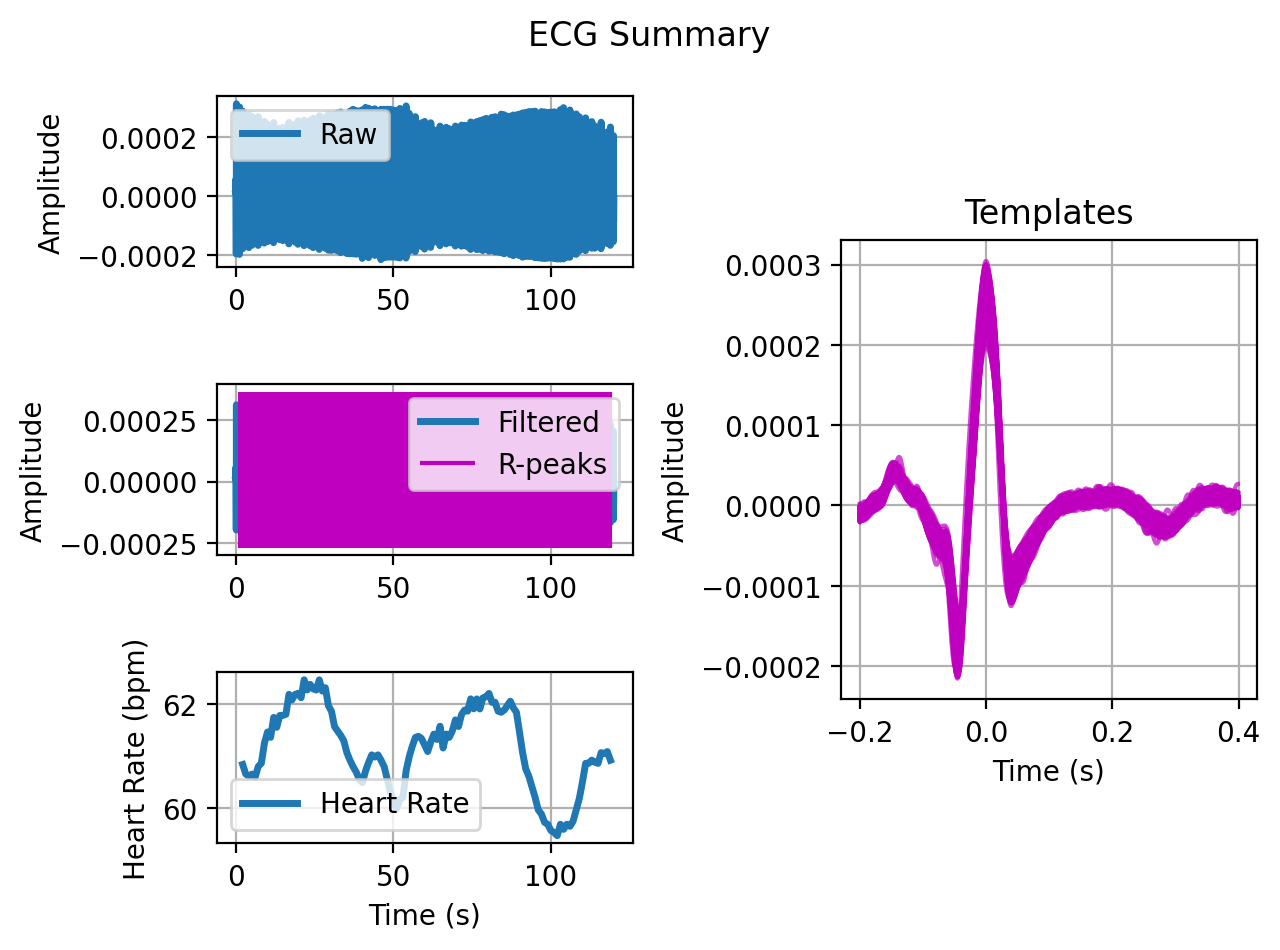 ECG Summary
Amplitude
0.0002
0.0000
−0.0002
Raw
0 50 100
Amplitude
0.00025
0.00000
−0.00025
Filtered
R-peaks
0 50 100
Heart Rate (bpm)
62
60
Heart Rate
0 50 100
Time (s)
Templates
Amplitude
0.0003
0.0002
0.0001
0.0000
−0.0001
−0.0002
−0.2 0.0 0.2 0.4
Time (s)